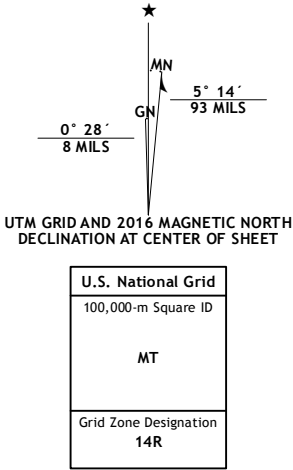 MN
GN
5° 14´
93 MILS
0° 28´
8 MILS
UTM GRID AND 2016 MAGNETIC NORTH
DECLINATION AT CENTER OF SHEET
U.S. National Grid
100,000-m Square ID
MT
Grid Zone Designation
14R